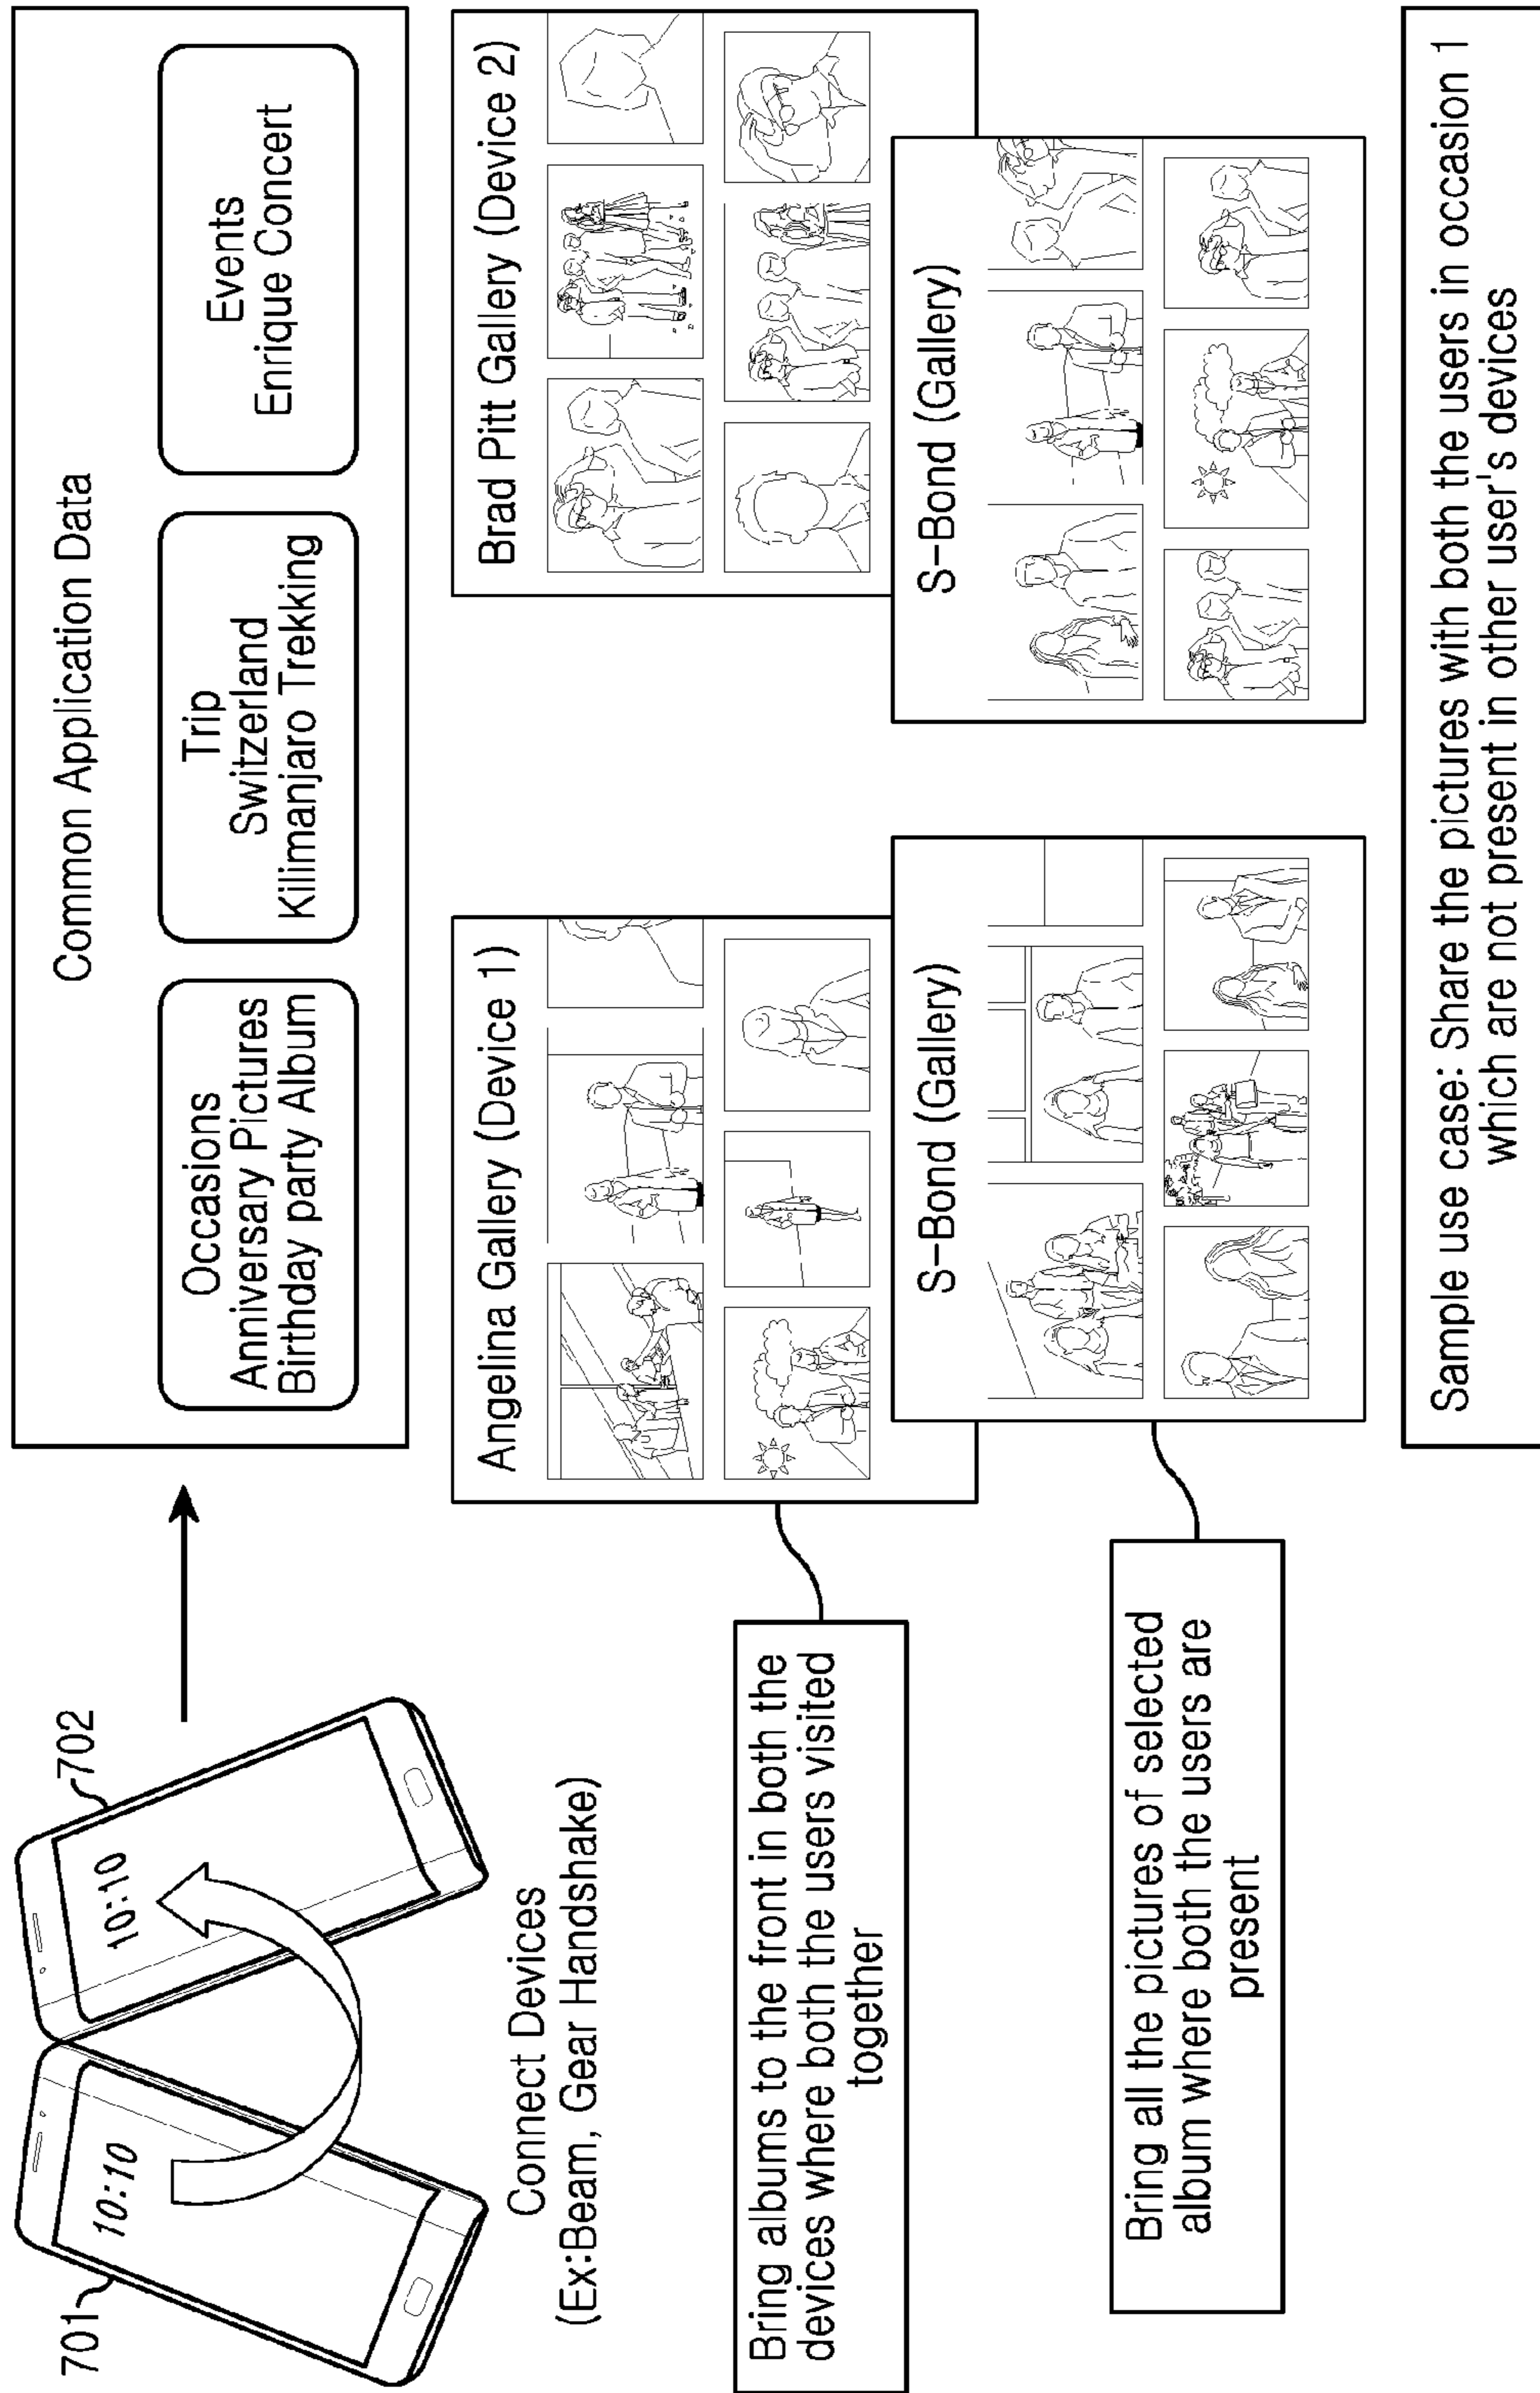 701
10:10
702
10:10
Connect Devices
(Ex:Beam, Gear Handshake)
Common Application Data
Occasions
Anniversary Pictures
Birthday party Album
Trip
Switzerland
Kilimanjaro Trekking
Events
Enrique Concert
Bring albums to the front in both the
devices where both the users visited
together
Angelina Gallery (Device 1)
Brad Pitt Gallery (Device 2)
Bring all the pictures of selected
album where both the users are
present
S-Bond (Gallery)
S-Bond (Gallery)
Sample use case: Share the pictures with both the users in occasion 1
which are not present in other user's devices